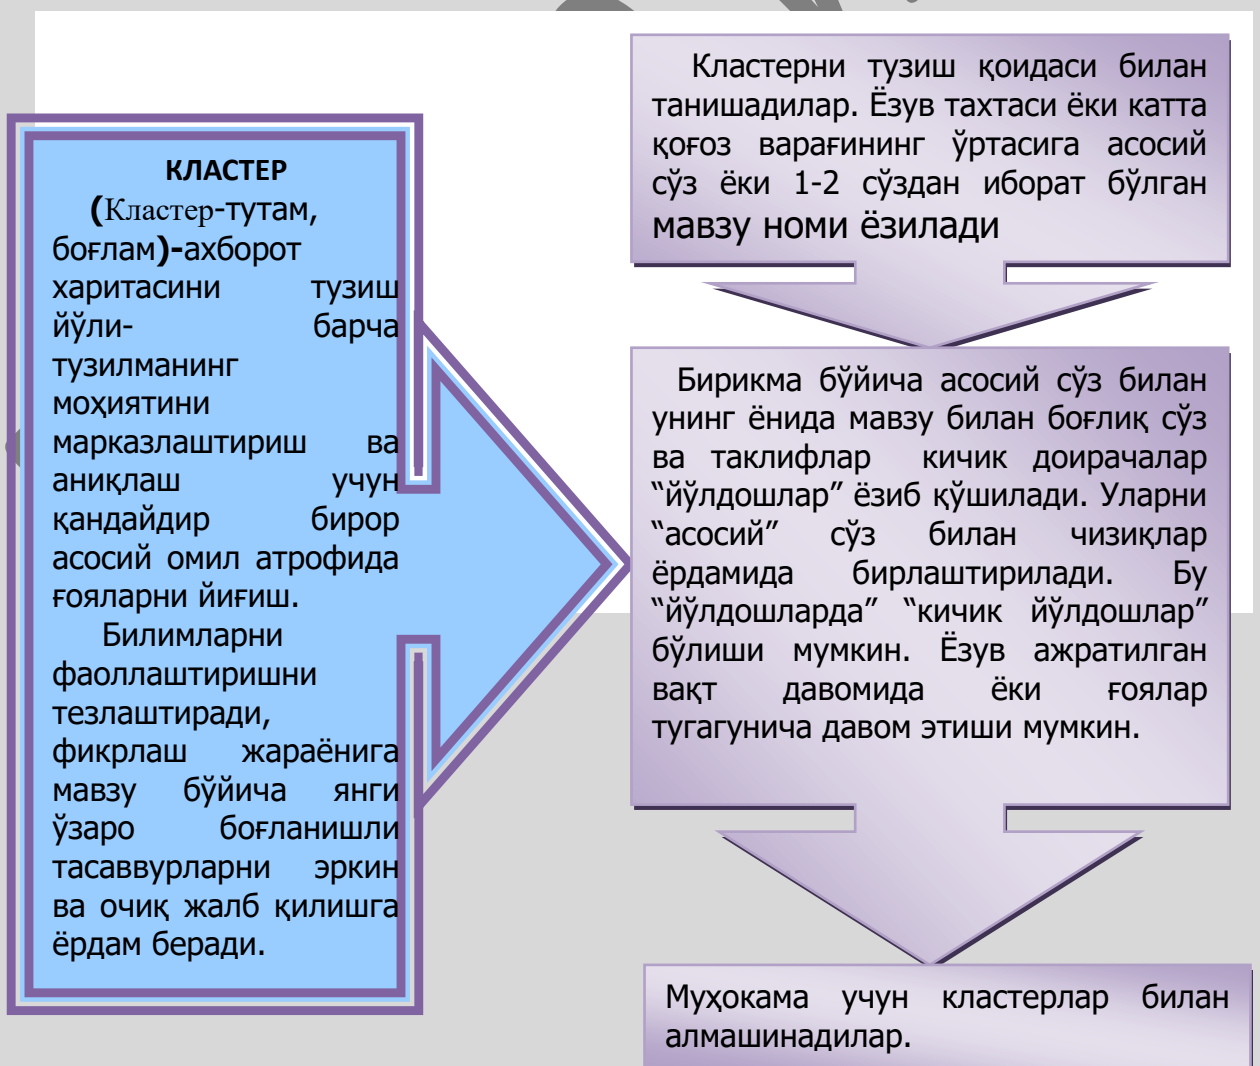 КЛАСТЕР
(Кластер-тутам,
боғлам)-ахборот
харитасини тузиш
йўли- барча
тузилманинг
моҳиятини
марказлаштириш ва
аниқлаш учун
қандайдир бирор
асосий омил атрофида
ғояларни йиғиш.
Билимларни
фаоллаштиришни
тезлаштиради,
фикрлаш жараёнига
мавзу бўйича янги
ўзаро боғланишли
тасаввурларни эркин
ва очиқ жалб қилишга
ёрдам беради.
Кластерни тузиш қоидаси билан
танишадилар. Ёзув тахтаси ёки катта
қоғоз варағининг ўртасига асосий
сўз ёки 1-2 сўздан иборат бўлган
мавзу номи ёзилади
Бирикма бўйича асосий сўз билан
унинг ёнида мавзу билан боғлиқ сўз
ва таклифлар кичик доирачалар
“йўлдошлар” ёзиб қўшилади. Уларни
“асосий” сўз билан чизиқлар
ёрдамида бирлаштирилади. Бу
“йўлдошларда” “кичик йўлдошлар”
бўлиши мумкин. Ёзув ажратилган
вақт давомида ёки ғоялар
тугагунича давом этиши мумкин.
Муҳокама учун кластерлар билан
алмашинадилар.